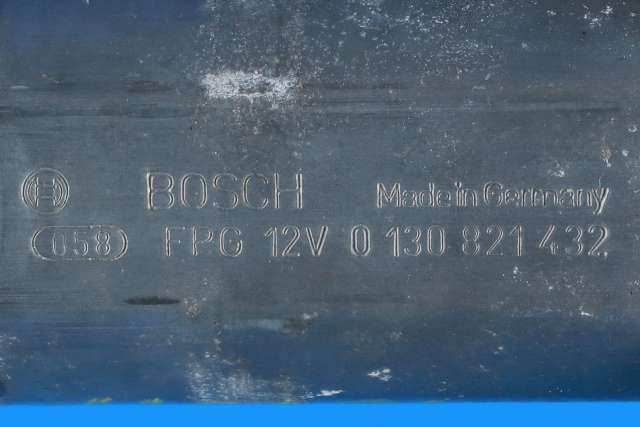 BOSCH Made in Germany
058 FPG 12V 0 130 821 432